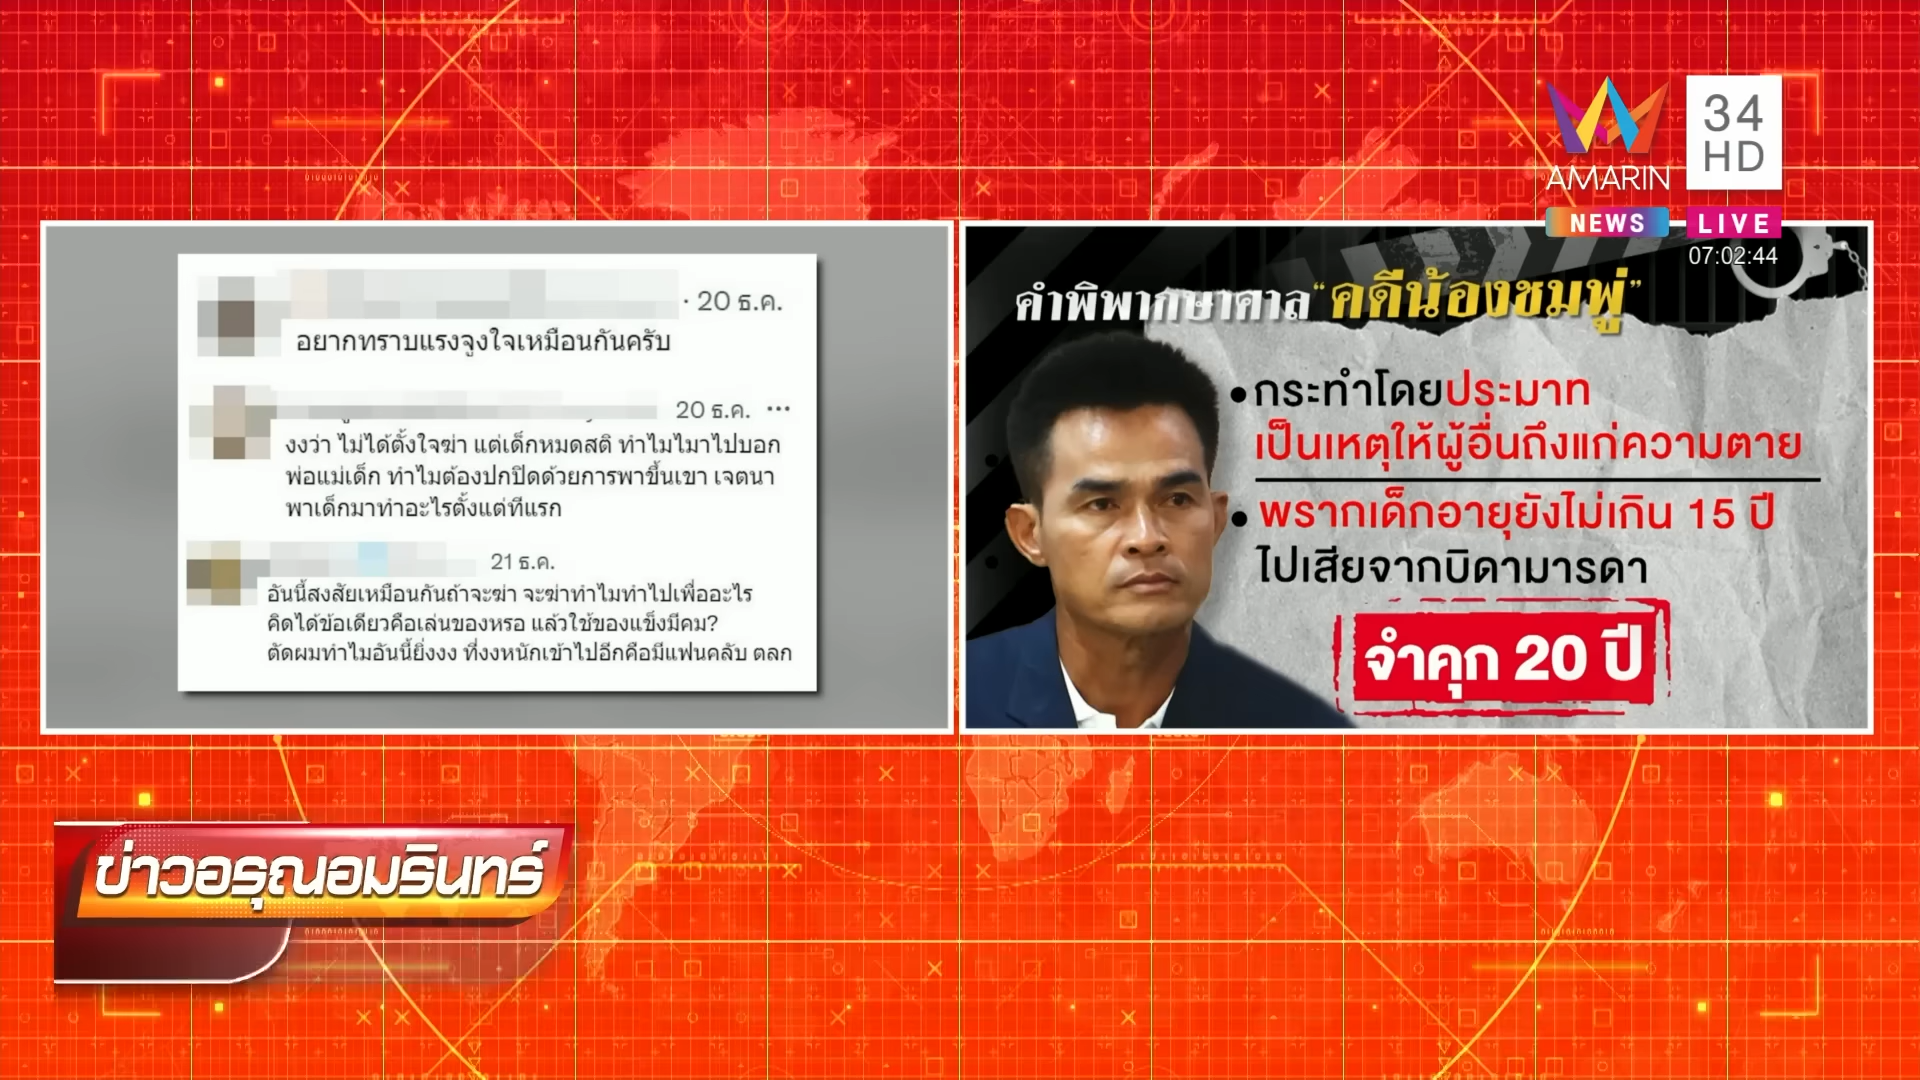 34
HD
AMARIN
NEWS
LIVE
07:02:44
· 20 ธ.ค.
อยากทราบแรงจูงใจเหมือนกันครับ
20 ธ.ค. ...
งงว่า ไม่ได้ตั้งใจฆ่า แต่เด็กหมดสติ ทำไมไมาไปบอก
พ่อแม่เด็ก ทำไมต้องปกปิดด้วยการพาขึ้นเขา เจตนา
พาเด็กมาทำอะไรตั้งแต่ทีแรก
21 ธ.ค.
อันนี้สงสัยเหมือนกันถ้าจะฆ่า จะฆ่าทำไมทำไปเพื่ออะไร
คิดได้ข้อเดียวคือเล่นของหรอ แล้วใช้ของแข็งมีคม?
ตัดผมทำไมอันนี้ยิ่งงง ที่งงหนักเข้าไปอีกคือมีแฟนคลับ ตลก
คำพิพากษาศาล "คดีน้องชมพู่"
• กระทำโดยประมาท
เป็นเหตุให้ผู้อื่นถึงแก่ความตาย
• พรากเด็กอายุยังไม่เกิน 15 ปี
ไปเสียจากบิดามารดา
จำคุก 20 ปี
ข่าวอรุณอมรินทร์